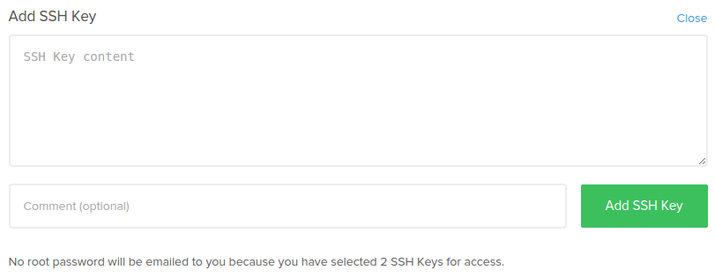 Add SSH Key
Close
SSH Key content
Comment (optional)
Add SSH Key
No root password will be emailed to you because you have selected 2 SSH Keys for access.